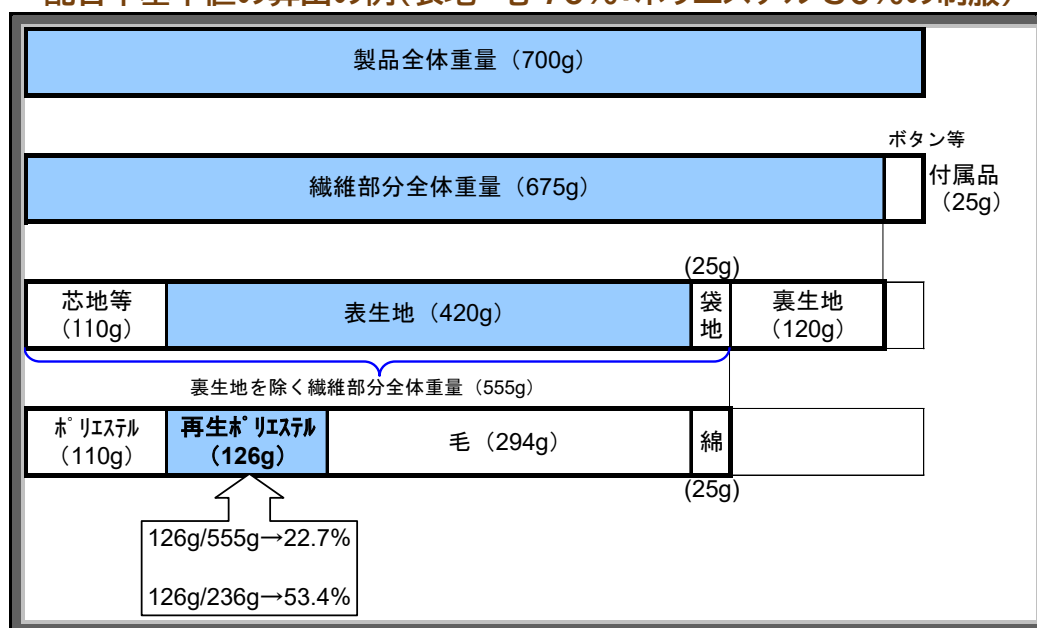 製品全体重量（700g）
ボタン等
繊維部分全体重量（675g）
付属品
（25g）
(25g)
芯地等
（110g）
表生地（420g）
袋
地
裏生地
（120g）
裏生地を除く繊維部分全体重量（555g）
ﾎﾟﾘｴｽﾃﾙ
（110g）
再生ﾎﾟﾘｴｽﾃﾙ
（126g）
毛（294g）
綿
(25g)
126g/555g→22.7%
126g/236g→53.4%